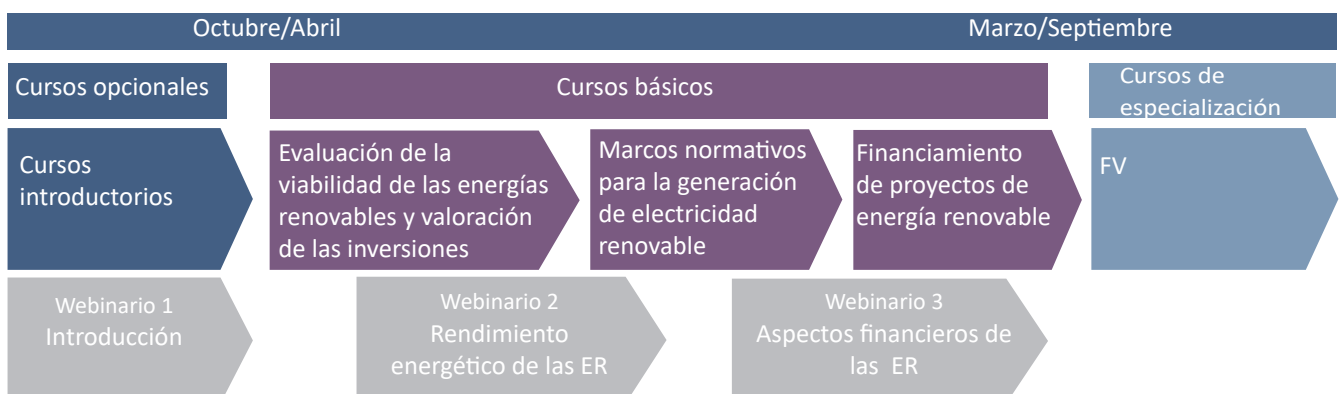 Octubre/Abril
Marzo/Septiembre
Cursos opcionales
Cursos básicos
Cursos de
especialización
Cursos
introductorios
Evaluación de la
viabilidad de las energías
renovables y valoración
de las inversiones
Marcos normativos
para la generación
de electricidad
renovable
Financiamiento
de proyectos de
energía renovable
FV
Webinario 1
Introducción
Webinario 2
Rendimiento
energético de las ER
Webinario 3
Aspectos financieros de
las ER